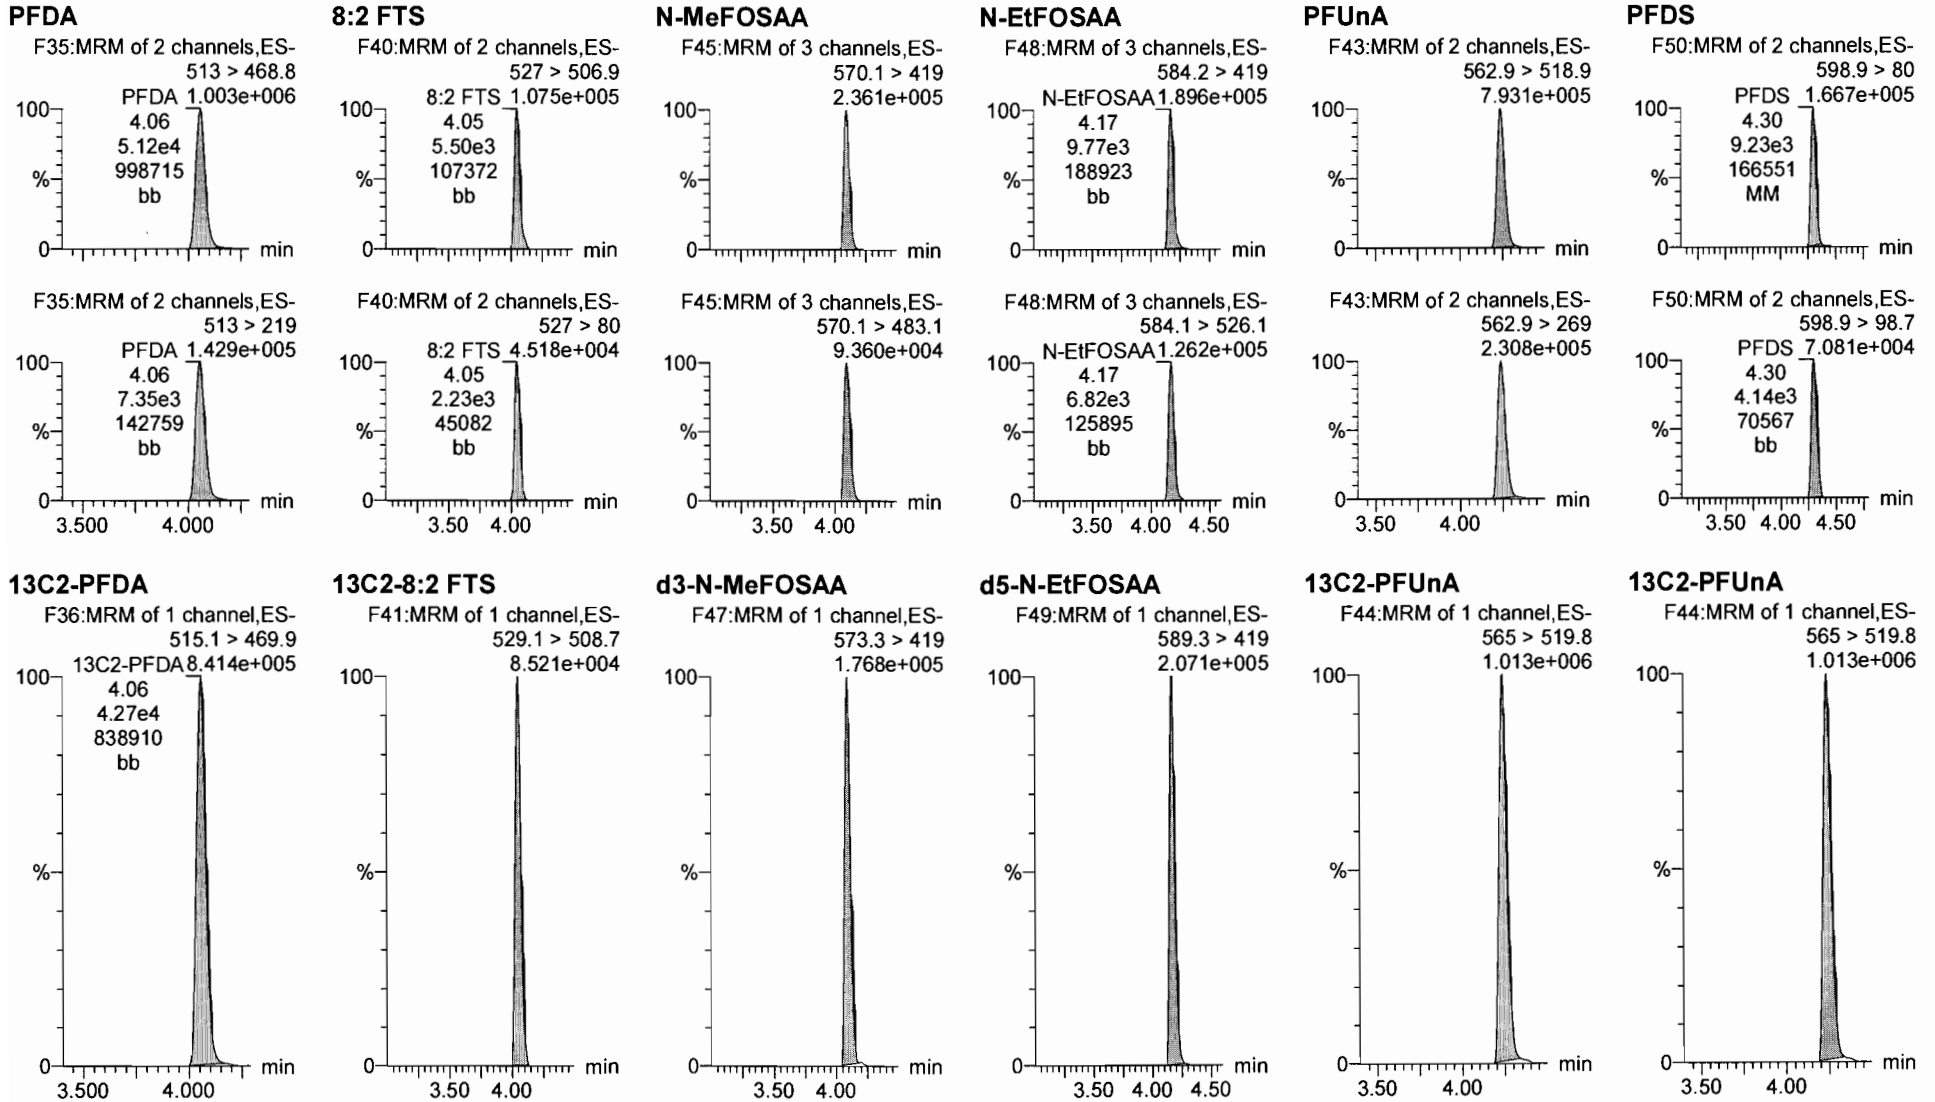 PFDA
F35:MRM of 2 channels,ES-
513 > 468.8
PFDA 1.003e+006
100
4.06
5.12e4
998715
bb
%
0
min
F35:MRM of 2 channels,ES-
513 > 219
PFDA 1.429e+005
100
4.06
7.35e3
142759
bb
%
0
min
3.500 4.000
8:2 FTS
F40:MRM of 2 channels,ES-
527 > 506.9
8:2 FTS 1.075e+005
100
4.05
5.50e3
107372
bb
%
0
min
F40:MRM of 2 channels,ES-
527 > 80
8:2 FTS 4.518e+004
100
4.05
2.23e3
45082
bb
%
0
min
3.50 4.00
N-MeFOSAA
F45:MRM of 3 channels,ES-
570.1 > 419
2.361e+005
100
%
0
min
F45:MRM of 3 channels,ES-
570.1 > 483.1
9.360e+004
100
%
0
min
3.50 4.00
N-EtFOSAA
F48:MRM of 3 channels,ES-
584.2 > 419
N-EtFOSAA 1.896e+005
100
4.17
9.77e3
188923
bb
%
0
min
F48:MRM of 3 channels,ES-
584.1 > 526.1
N-EtFOSAA 1.262e+005
100
4.17
6.82e3
125895
bb
%
0
min
3.50 4.00 4.50
PFUnA
F43:MRM of 2 channels,ES-
562.9 > 518.9
7.931e+005
100
%
0
min
F43:MRM of 2 channels,ES-
562.9 > 269
2.308e+005
100
%
0
min
3.50 4.00
PFDS
F50:MRM of 2 channels,ES-
598.9 > 80
PFDS 1.667e+005
100
4.30
9.23e3
166551
MM
%
0
min
F50:MRM of 2 channels,ES-
598.9 > 98.7
PFDS 7.081e+004
100
4.30
4.14e3
70567
bb
%
0
min
3.50 4.00 4.50
13C2-PFDA
F36:MRM of 1 channel,ES-
515.1 > 469.9
13C2-PFDA 8.414e+005
100
4.06
4.27e4
838910
bb
%
0
min
3.500 4.000
13C2-8:2 FTS
F41:MRM of 1 channel,ES-
529.1 > 508.7
8.521e+004
100
%
0
min
3.50 4.00
d3-N-MeFOSAA
F47:MRM of 1 channel,ES-
573.3 > 419
1.768e+005
100
%
0
min
3.50 4.00
d5-N-EtFOSAA
F49:MRM of 1 channel,ES-
589.3 > 419
2.071e+005
100
%
0
min
3.50 4.00 4.50
13C2-PFUnA
F44:MRM of 1 channel,ES-
565 > 519.8
1.013e+006
100
%
0
min
3.50 4.00
13C2-PFUnA
F44:MRM of 1 channel,ES-
565 > 519.8
1.013e+006
100
%
0
min
3.50 4.00